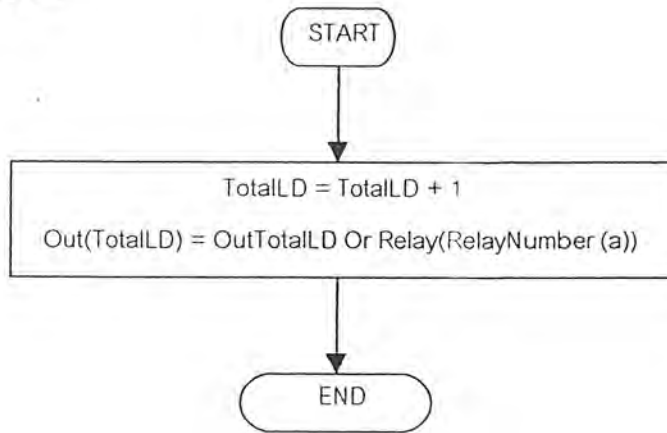 START
TotalLD = TotalLD + 1
Out(TotalLD) = OutTotalLD Or Relay(RelayNumber (a))
END